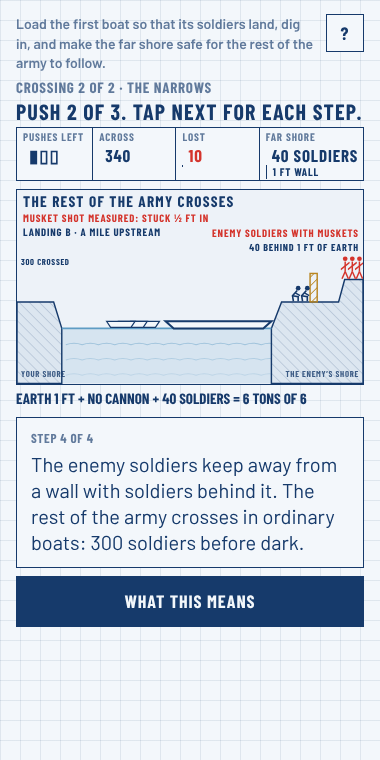 Load the first boat so that its soldiers land, dig
in, and make the far shore safe for the rest of the
army to follow.
?
CROSSING 2 OF 2 · THE NARROWS
PUSH 2 OF 3. TAP NEXT FOR EACH STEP.
PUSHES LEFT
ACROSS
340
LOST
10
FAR SHORE
40 SOLDIERS
1 FT WALL
THE REST OF THE ARMY CROSSES
MUSKET SHOT MEASURED: STUCK ½ FT IN
LANDING B · A MILE UPSTREAM
ENEMY SOLDIERS WITH MUSKETS
40 BEHIND 1 FT OF EARTH
300 CROSSED
YOUR SHORE
THE ENEMY'S SHORE
EARTH 1 FT + NO CANNON + 40 SOLDIERS = 6 TONS OF 6
STEP 4 OF 4
The enemy soldiers keep away from
a wall with soldiers behind it. The
rest of the army crosses in ordinary
boats: 300 soldiers before dark.
WHAT THIS MEANS